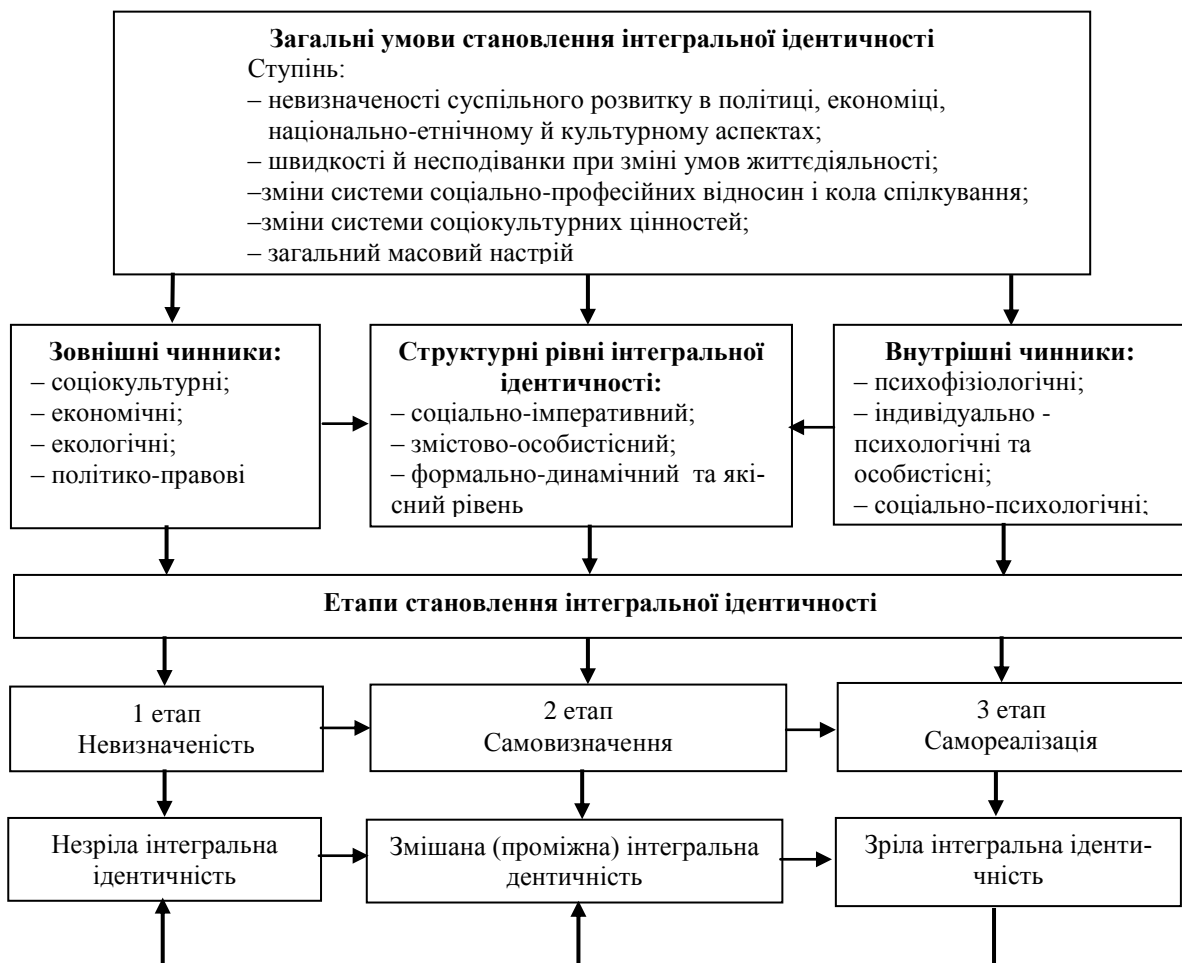 Загальні умови становлення інтегральної ідентичності
Ступінь:
– невизначеності суспільного розвитку в політиці, економіці,
національно-етнічному й культурному аспектах;
– швидкості й несподіванки при зміні умов життєдіяльності;
–зміни системи соціально-професійних відносин і кола спілкування;
–зміни системи соціокультурних цінностей;
– загальний масовий настрій
Зовнішні чинники:
– соціокультурні;
– економічні;
– екологічні;
– політико-правові
Структурні рівні інтегральної
ідентичності:
– соціально-імперативний;
– змістово-особистісний;
– формально-динамічний та які-
сний рівень
Внутрішні чинники:
– психофізіологічні;
– індивідуально -
психологічні та
особистісні;
– соціально-психологічні;
Етапи становлення інтегральної ідентичності
1 етап
Невизначеність
2 етап
Самовизначення
3 етап
Самореалізація
Незріла інтегральна
ідентичність
Змішана (проміжна) інтегральна
дентичність
Зріла інтегральна іденти-
чність